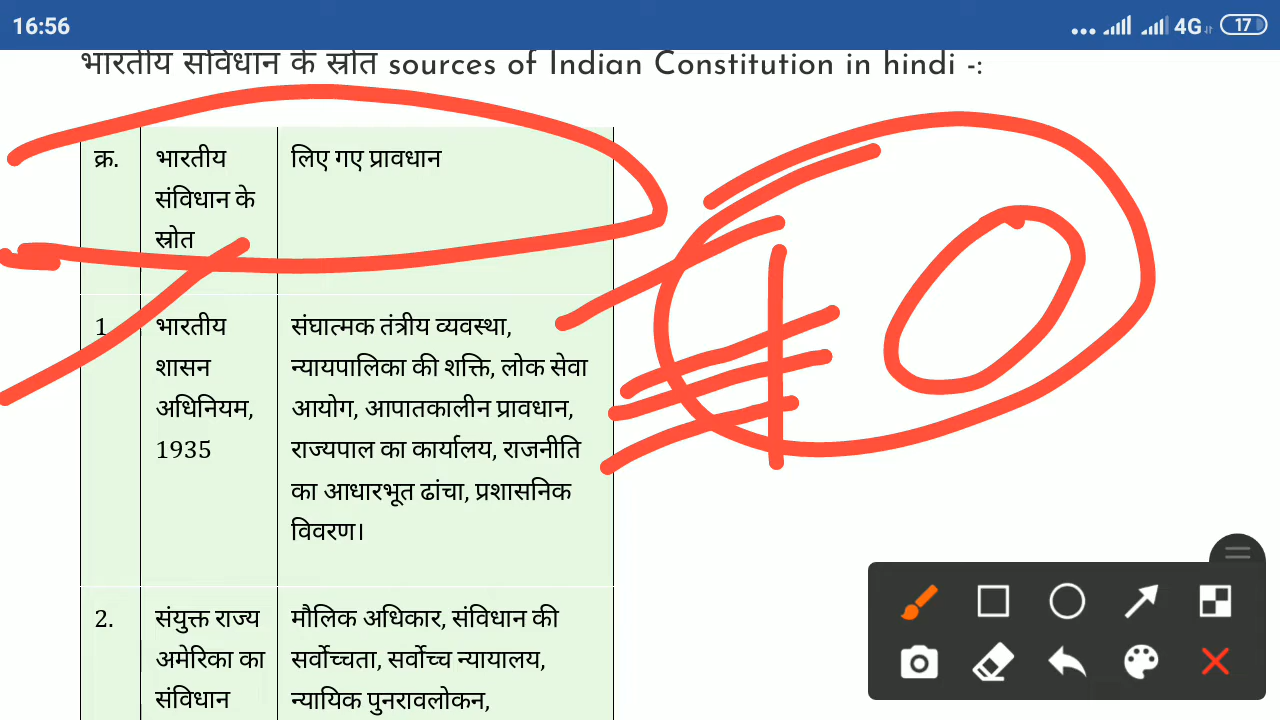 16:56 4G 17
भारतीय संविधान के स्रोत sources of Indian Constitution in hindi -:
क्र. भारतीय संविधान के स्रोत लिए गए प्रावधान
1 भारतीय शासन अधिनियम, 1935
संघात्मक तंत्रीय व्यवस्था,
न्यायपालिका की शक्ति, लोक सेवा
आयोग, आपातकालीन प्रावधान,
राज्यपाल का कार्यालय, राजनीति
का आधारभूत ढांचा, प्रशासनिक
विवरण।
2. संयुक्त राज्य अमेरिका का संविधान
मौलिक अधिकार, संविधान की
सर्वोच्चता, सर्वोच्च न्यायालय,
न्यायिक पुनरावलोकन,
10